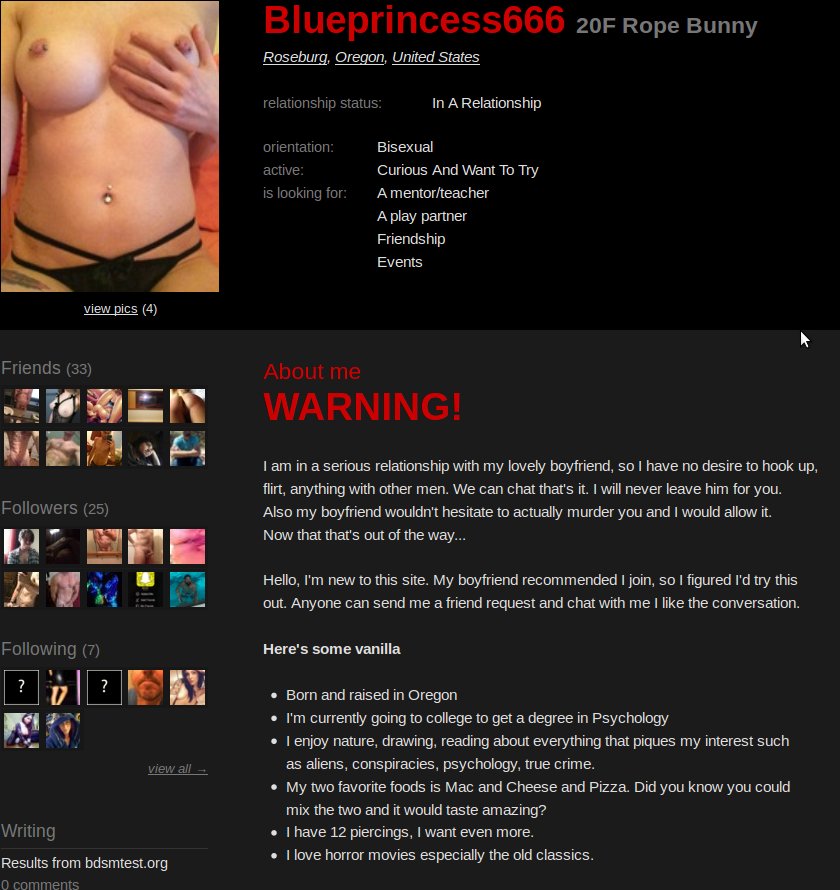 Blueprincess666 20F Rope Bunny
Roseburg, Oregon, United States
relationship status: In A Relationship
orientation: Bisexual
active: Curious And Want To Try
is looking for: A mentor/teacher
A play partner
Friendship
Events
view pics (4)
Friends (33)
Followers (25)
Following (7)
?
?
view all →
Writing
Results from bdsmtest.org
0 comments
About me
WARNING!
I am in a serious relationship with my lovely boyfriend, so I have no desire to hook up,
flirt, anything with other men. We can chat that's it. I will never leave him for you.
Also my boyfriend wouldn't hesitate to actually murder you and I would allow it.
Now that that's out of the way...
Hello, I'm new to this site. My boyfriend recommended I join, so I figured I'd try this
out. Anyone can send me a friend request and chat with me I like the conversation.
Here's some vanilla
• Born and raised in Oregon
• I'm currently going to college to get a degree in Psychology
• I enjoy nature, drawing, reading about everything that piques my interest such
as aliens, conspiracies, psychology, true crime.
• My two favorite foods is Mac and Cheese and Pizza. Did you know you could
mix the two and it would taste amazing?
• I have 12 piercings, I want even more.
• I love horror movies especially the old classics.